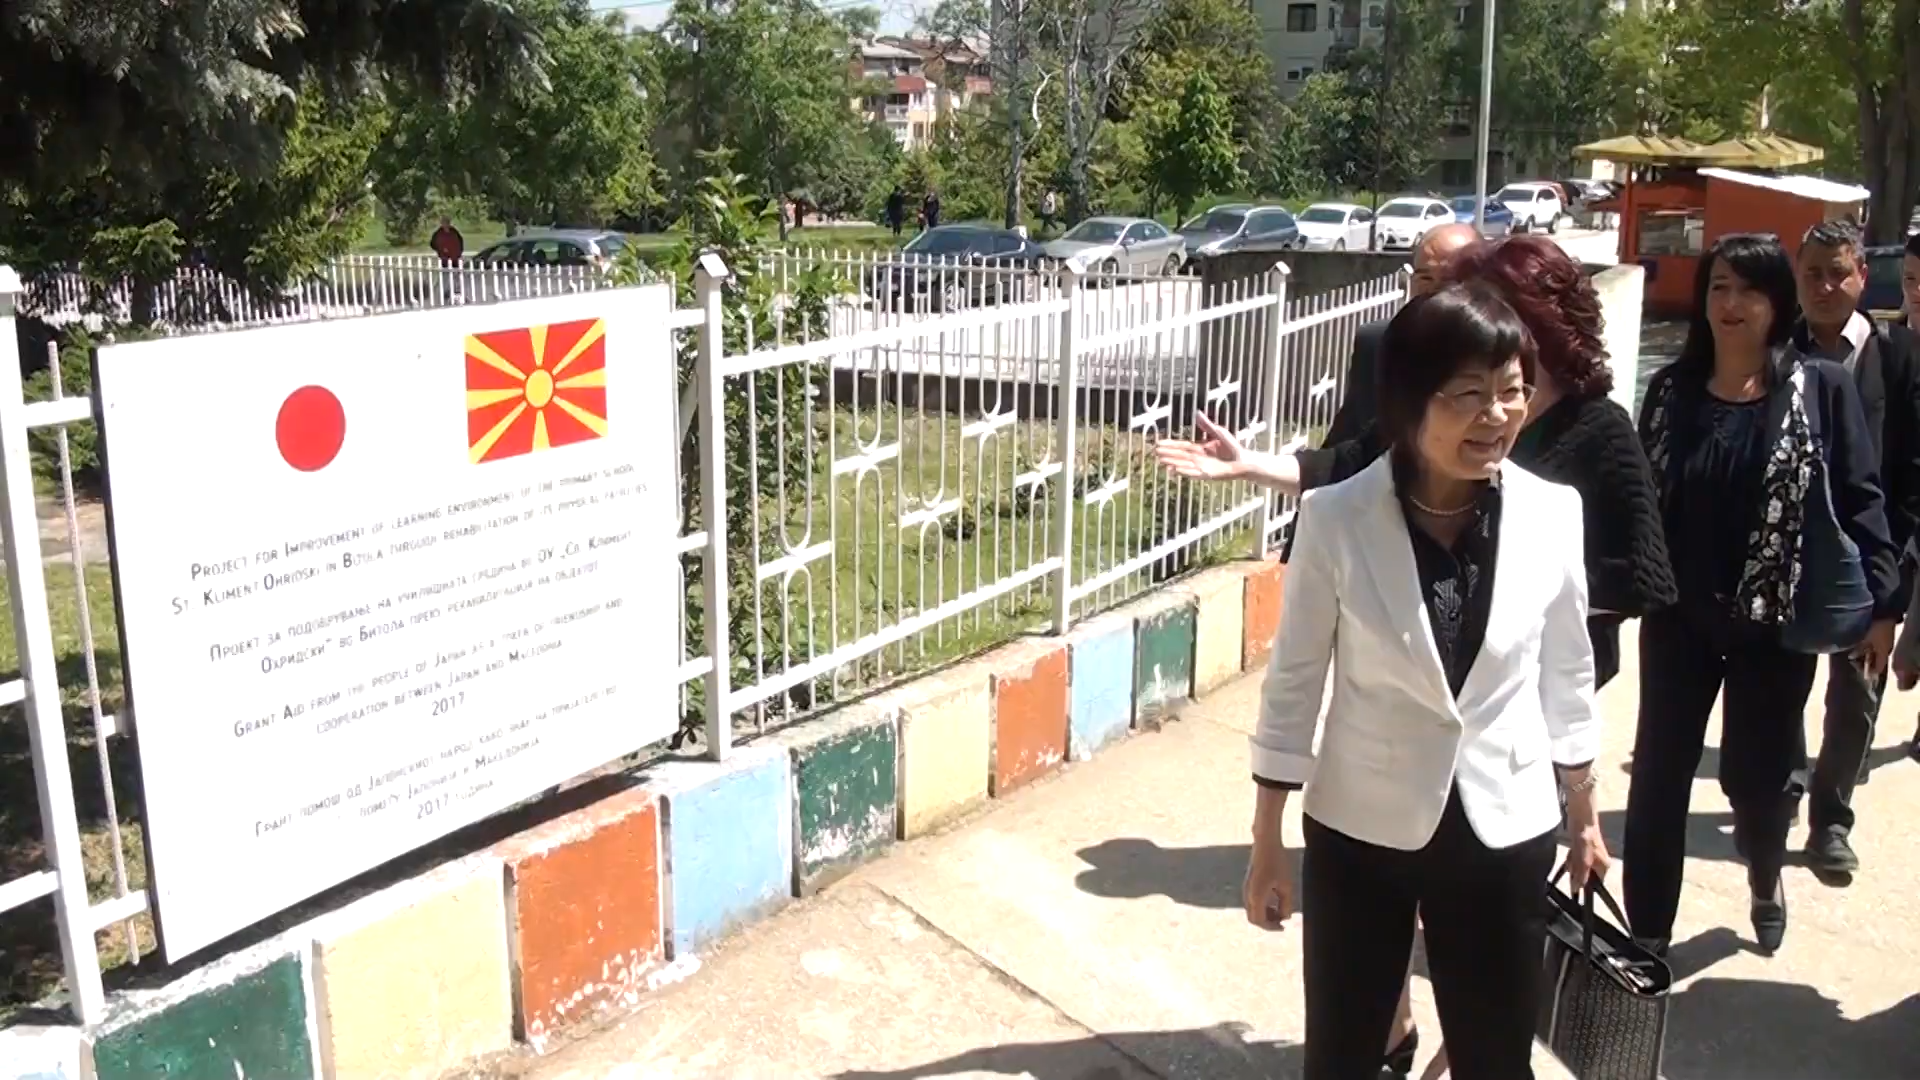 Project for Improvement of learning environment of the primary school
St. Kliment Ohridski in Bitola through rehabilitation of its physical facilities
Проект за подобрување на училишната средина во ОУ „Св. Климент
Охридски" во Битола преку рехабилитација на објектот
Grant Aid from the people of Japan as a token of friendship and
cooperation between Japan and Macedonia
2017
Грант помош од Јапонскиот народ како знак на пријателство
помеѓу Јапонија и Македонија
2017 година